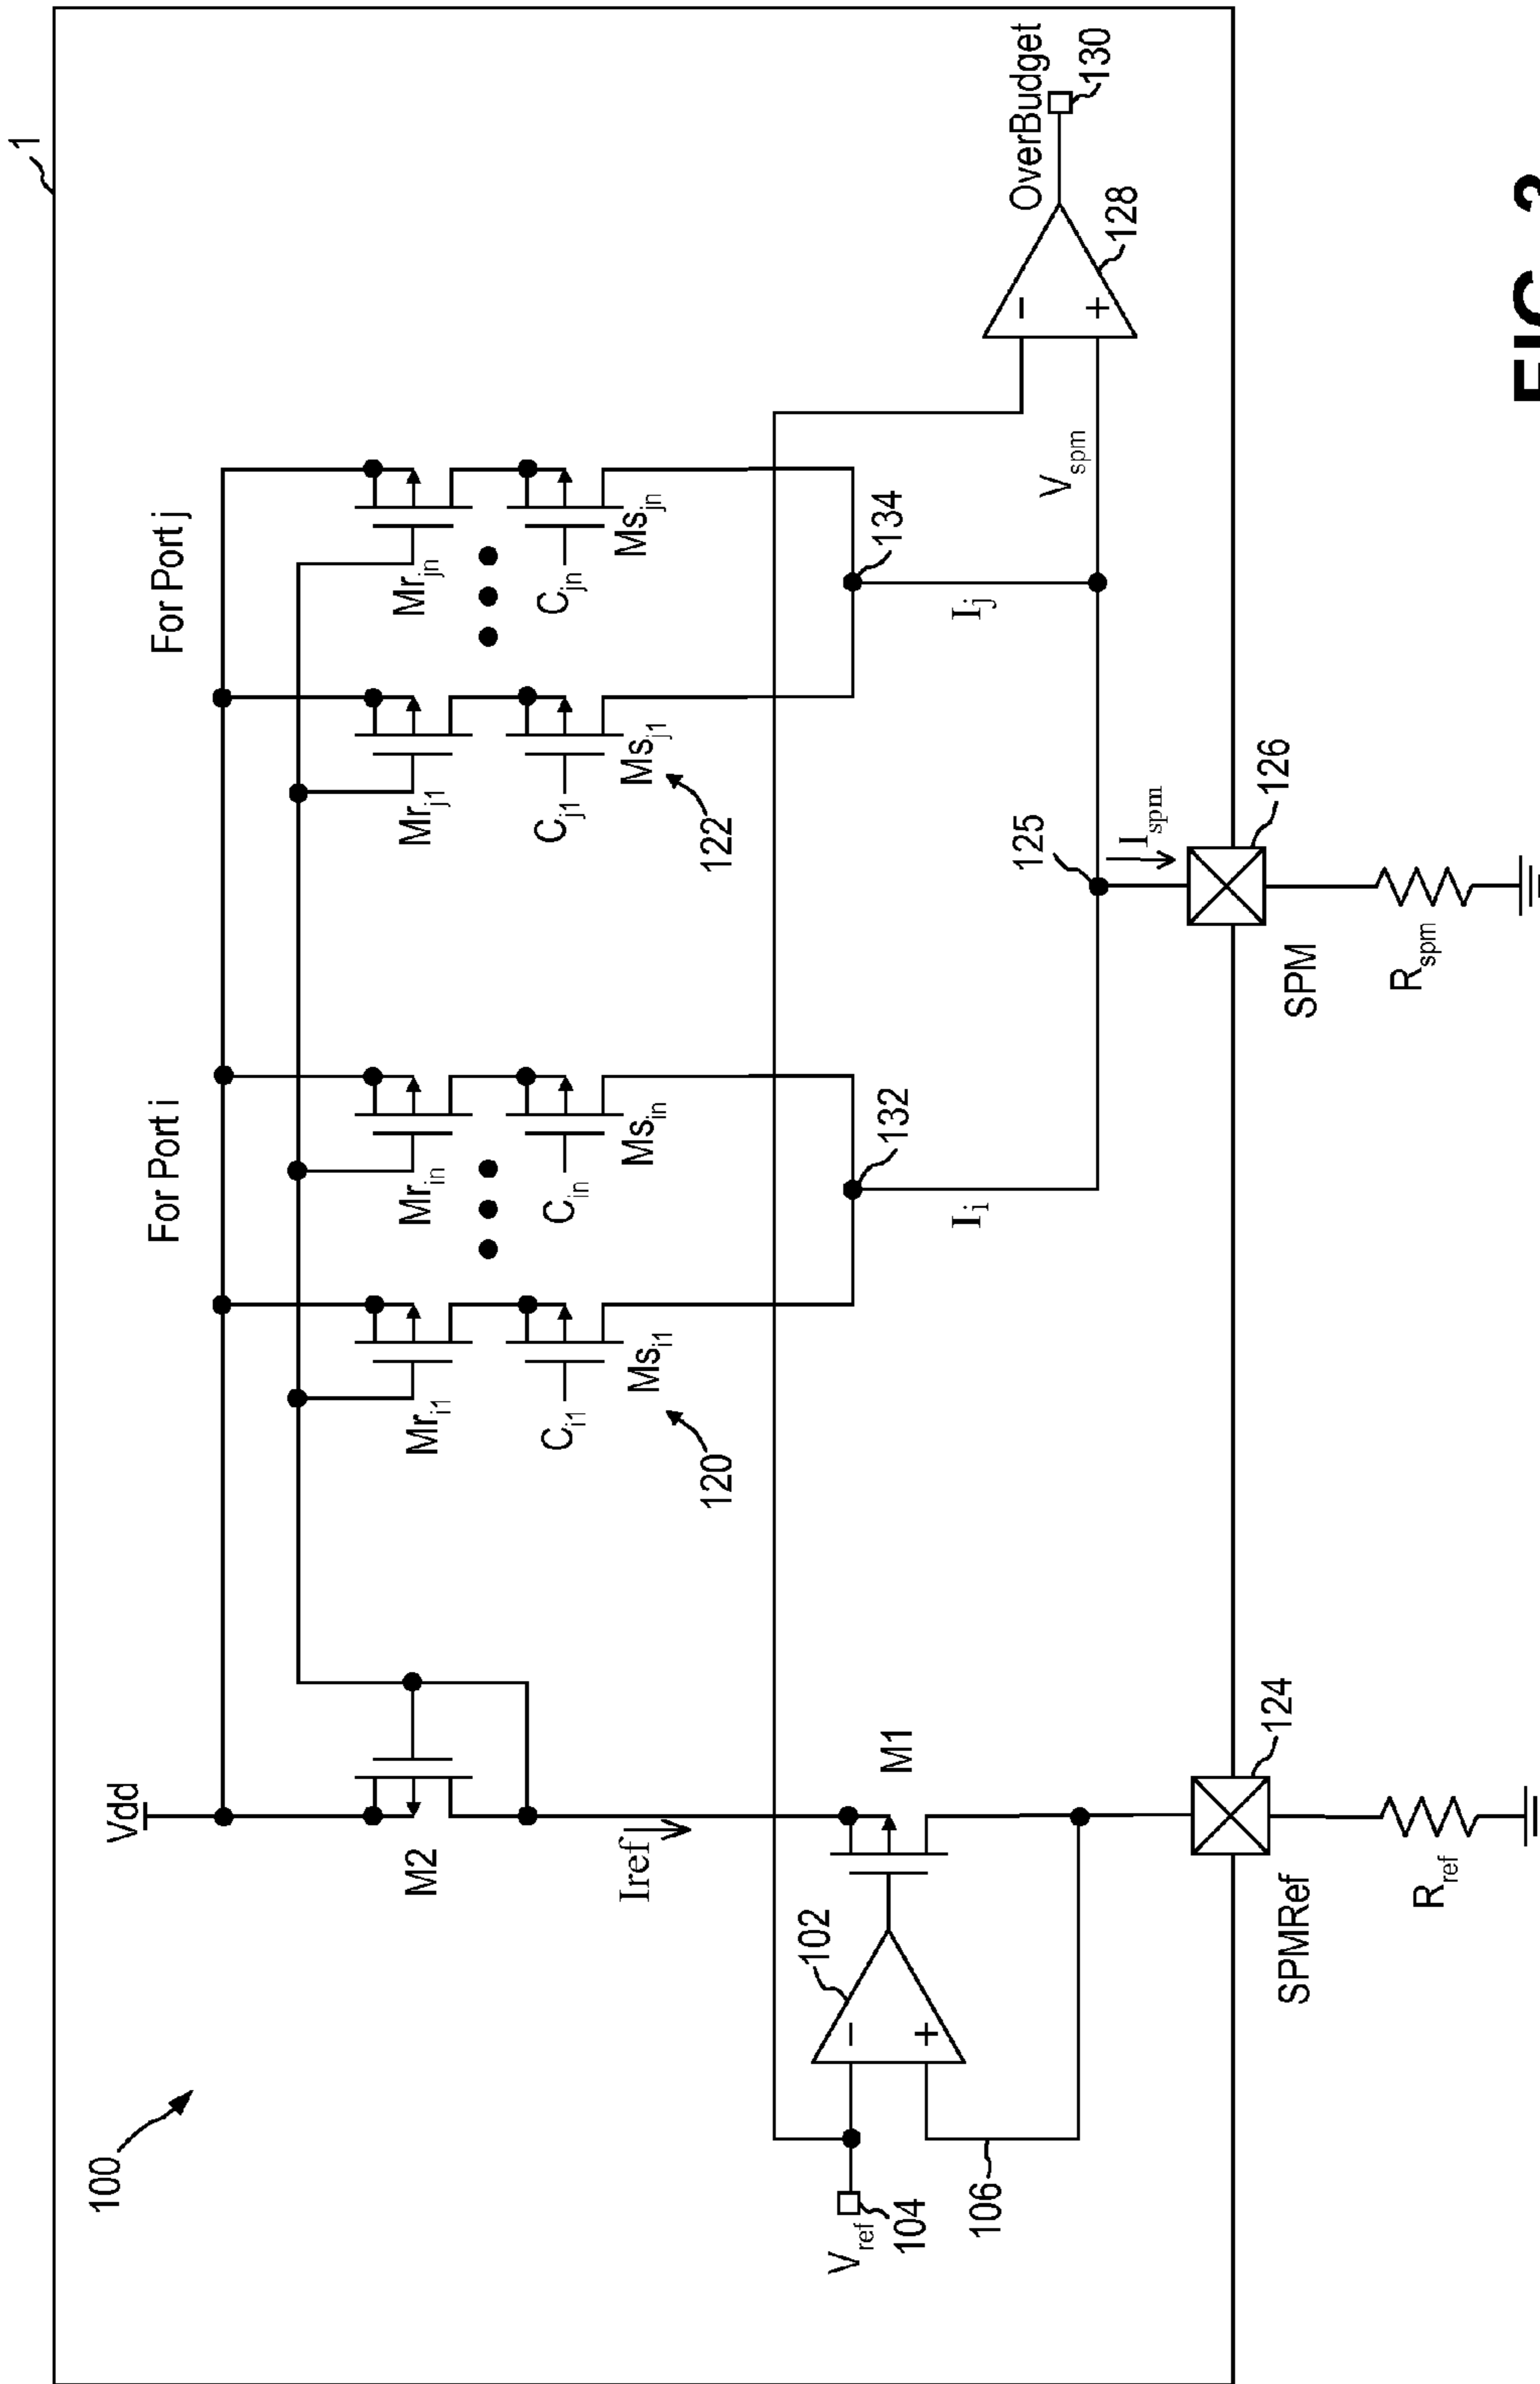 1
100
Vdd
M2
Iref
For Port i
For Port j
Mr_i1
Mr_in
Mr_j1
Mr_jn
C_i1
C_in
C_j1
C_jn
Ms_i1
Ms_in
Ms_j1
Ms_jn
120
122
V_ref
104
102
-
+
106
M1
132
134
I_i
I_j
125
I_spm
V_spm
-
+
128
OverBudget
130
124
126
SPMRef
SPM
R_ref
R_spm